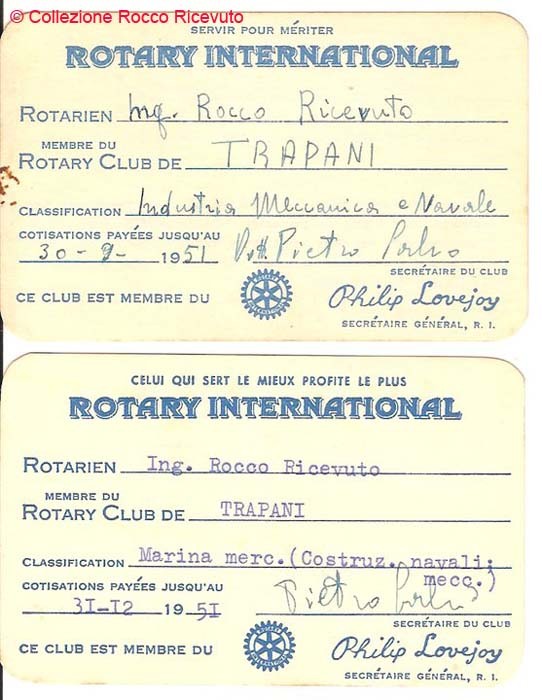 © Collezione Rocco Ricevuto
SERVIR POUR MÉRITER
ROTARY INTERNATIONAL
ROTARIEN Ing. Rocco Ricevuto
MEMBRE DU
ROTARY CLUB DE TRAPANI
CLASSIFICATION Industria Meccanica e Navale
COTISATIONS PAYÉES JUSQU'AU
30-9- 1951 Dott. Pietro
SECRÉTAIRE DU CLUB
CE CLUB EST MEMBRE DU Philip Lovejoy
SECRÉTAIRE GÉNÉRAL, R. I.
CELUI QUI SERT LE MIEUX PROFITE LE PLUS
ROTARY INTERNATIONAL
ROTARIEN Ing. Rocco Ricevuto
MEMBRE DU
ROTARY CLUB DE TRAPANI
CLASSIFICATION Marina merc.(Costruz. navali;
COTISATIONS PAYÉES JUSQU'AU mecc.)
3I-I2 1951 Pietro
SECRÉTAIRE DU CLUB
CE CLUB EST MEMBRE DU Philip Lovejoy
SECRÉTAIRE GÉNÉRAL, R. I.